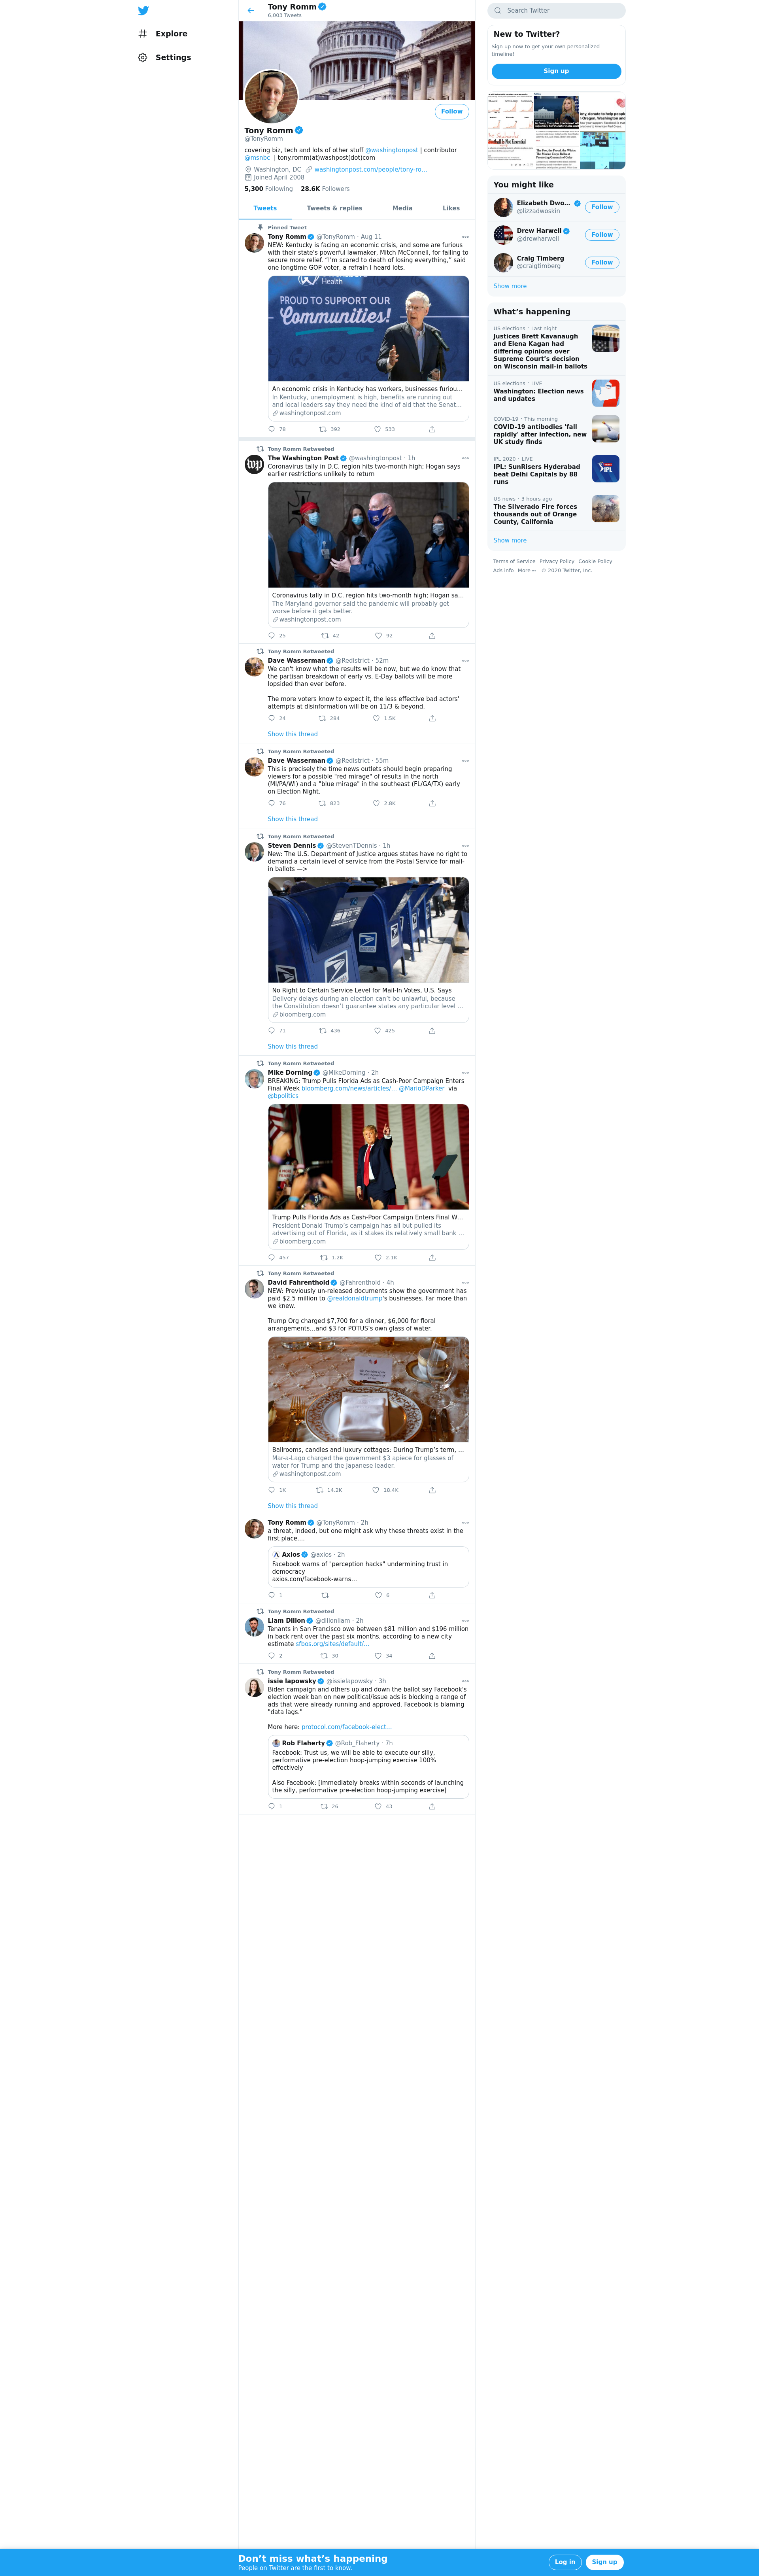 Explore
Settings
Tony Romm
6,003 Tweets
Follow
Tony Romm
@TonyRomm
covering biz, tech and lots of other stuff @washingtonpost | contributor
@msnbc | tony.romm(at)washpost(dot)com
Washington, DC washingtonpost.com/people/tony-ro…
Joined April 2008
5,300 Following 28.6K Followers
Tweets Tweets & replies Media Likes
Pinned Tweet
Tony Romm @TonyRomm · Aug 11
NEW: Kentucky is facing an economic crisis, and some are furious
with their state's powerful lawmaker, Mitch McConnell, for failing to
secure more relief. "I'm scared to death of losing everything," said
one longtime GOP voter, a refrain I heard lots.
Health
PROUD TO SUPPORT OUR
Communities!
An economic crisis in Kentucky has workers, businesses furiou…
In Kentucky, unemployment is high, benefits are running out
and local leaders say they need the kind of aid that the Senat…
washingtonpost.com
78 392 533
Tony Romm Retweeted
The Washington Post @washingtonpost · 1h
Coronavirus tally in D.C. region hits two-month high; Hogan says
earlier restrictions unlikely to return
Coronavirus tally in D.C. region hits two-month high; Hogan sa…
The Maryland governor said the pandemic will probably get
worse before it gets better.
washingtonpost.com
25 42 92
Tony Romm Retweeted
Dave Wasserman @Redistrict · 52m
We can't know what the results will be now, but we do know that
the partisan breakdown of early vs. E-Day ballots will be more
lopsided than ever before.
The more voters know to expect it, the less effective bad actors'
attempts at disinformation will be on 11/3 & beyond.
24 284 1.5K
Show this thread
Tony Romm Retweeted
Dave Wasserman @Redistrict · 55m
This is precisely the time news outlets should begin preparing
viewers for a possible "red mirage" of results in the north
(MI/PA/WI) and a "blue mirage" in the southeast (FL/GA/TX) early
on Election Night.
76 823 2.8K
Show this thread
Tony Romm Retweeted
Steven Dennis @StevenTDennis · 1h
New: The U.S. Department of Justice argues states have no right to
demand a certain level of service from the Postal Service for mail-
in ballots —>
No Right to Certain Service Level for Mail-In Votes, U.S. Says
Delivery delays during an election can't be unlawful, because
the Constitution doesn't guarantee states any particular level …
bloomberg.com
71 436 425
Show this thread
Tony Romm Retweeted
Mike Dorning @MikeDorning · 2h
BREAKING: Trump Pulls Florida Ads as Cash-Poor Campaign Enters
Final Week bloomberg.com/news/articles/… @MarioDParker via
@bpolitics
Trump Pulls Florida Ads as Cash-Poor Campaign Enters Final W…
President Donald Trump's campaign has all but pulled its
advertising out of Florida, as it stakes its relatively small bank …
bloomberg.com
457 1.2K 2.1K
Tony Romm Retweeted
David Fahrenthold @Fahrenthold · 4h
NEW: Previously un-released documents show the government has
paid $2.5 million to @realdonaldtrump's businesses. Far more than
we knew.
Trump Org charged $7,700 for a dinner, $6,000 for floral
arrangements…and $3 for POTUS's own glass of water.
Ballrooms, candles and luxury cottages: During Trump's term, …
Mar-a-Lago charged the government $3 apiece for glasses of
water for Trump and the Japanese leader.
washingtonpost.com
1K 14.2K 18.4K
Show this thread
Tony Romm @TonyRomm · 2h
a threat, indeed, but one might ask why these threats exist in the
first place....
Axios @axios · 2h
Facebook warns of "perception hacks" undermining trust in
democracy
axios.com/facebook-warns…
1 6
Tony Romm Retweeted
Liam Dillon @dillonliam · 2h
Tenants in San Francisco owe between $81 million and $196 million
in back rent over the past six months, according to a new city
estimate sfbos.org/sites/default/…
2 30 34
Tony Romm Retweeted
issie lapowsky @issielapowsky · 3h
Biden campaign and others up and down the ballot say Facebook's
election week ban on new political/issue ads is blocking a range of
ads that were already running and approved. Facebook is blaming
"data lags."
More here: protocol.com/facebook-elect…
Rob Flaherty @Rob_Flaherty · 7h
Facebook: Trust us, we will be able to execute our silly,
performative pre-election hoop-jumping exercise 100%
effectively
Also Facebook: [immediately breaks within seconds of launching
the silly, performative pre-election hoop-jumping exercise]
1 26 43
Search Twitter
New to Twitter?
Sign up now to get your own personalized
timeline!
Sign up
You might like
Elizabeth Dwo…
@lizzadwoskin
Follow
Drew Harwell
@drewharwell
Follow
Craig Timberg
@craigtimberg
Follow
Show more
What's happening
US elections · Last night
Justices Brett Kavanaugh
and Elena Kagan had
differing opinions over
Supreme Court's decision
on Wisconsin mail-in ballots
US elections · LIVE
Washington: Election news
and updates
COVID-19 · This morning
COVID-19 antibodies 'fall
rapidly' after infection, new
UK study finds
IPL 2020 · LIVE
IPL: SunRisers Hyderabad
beat Delhi Capitals by 88
runs
IPL
US news · 3 hours ago
The Silverado Fire forces
thousands out of Orange
County, California
Show more
Terms of Service Privacy Policy Cookie Policy
Ads info More © 2020 Twitter, Inc.
Don't miss what's happening
People on Twitter are the first to know.
Log in
Sign up